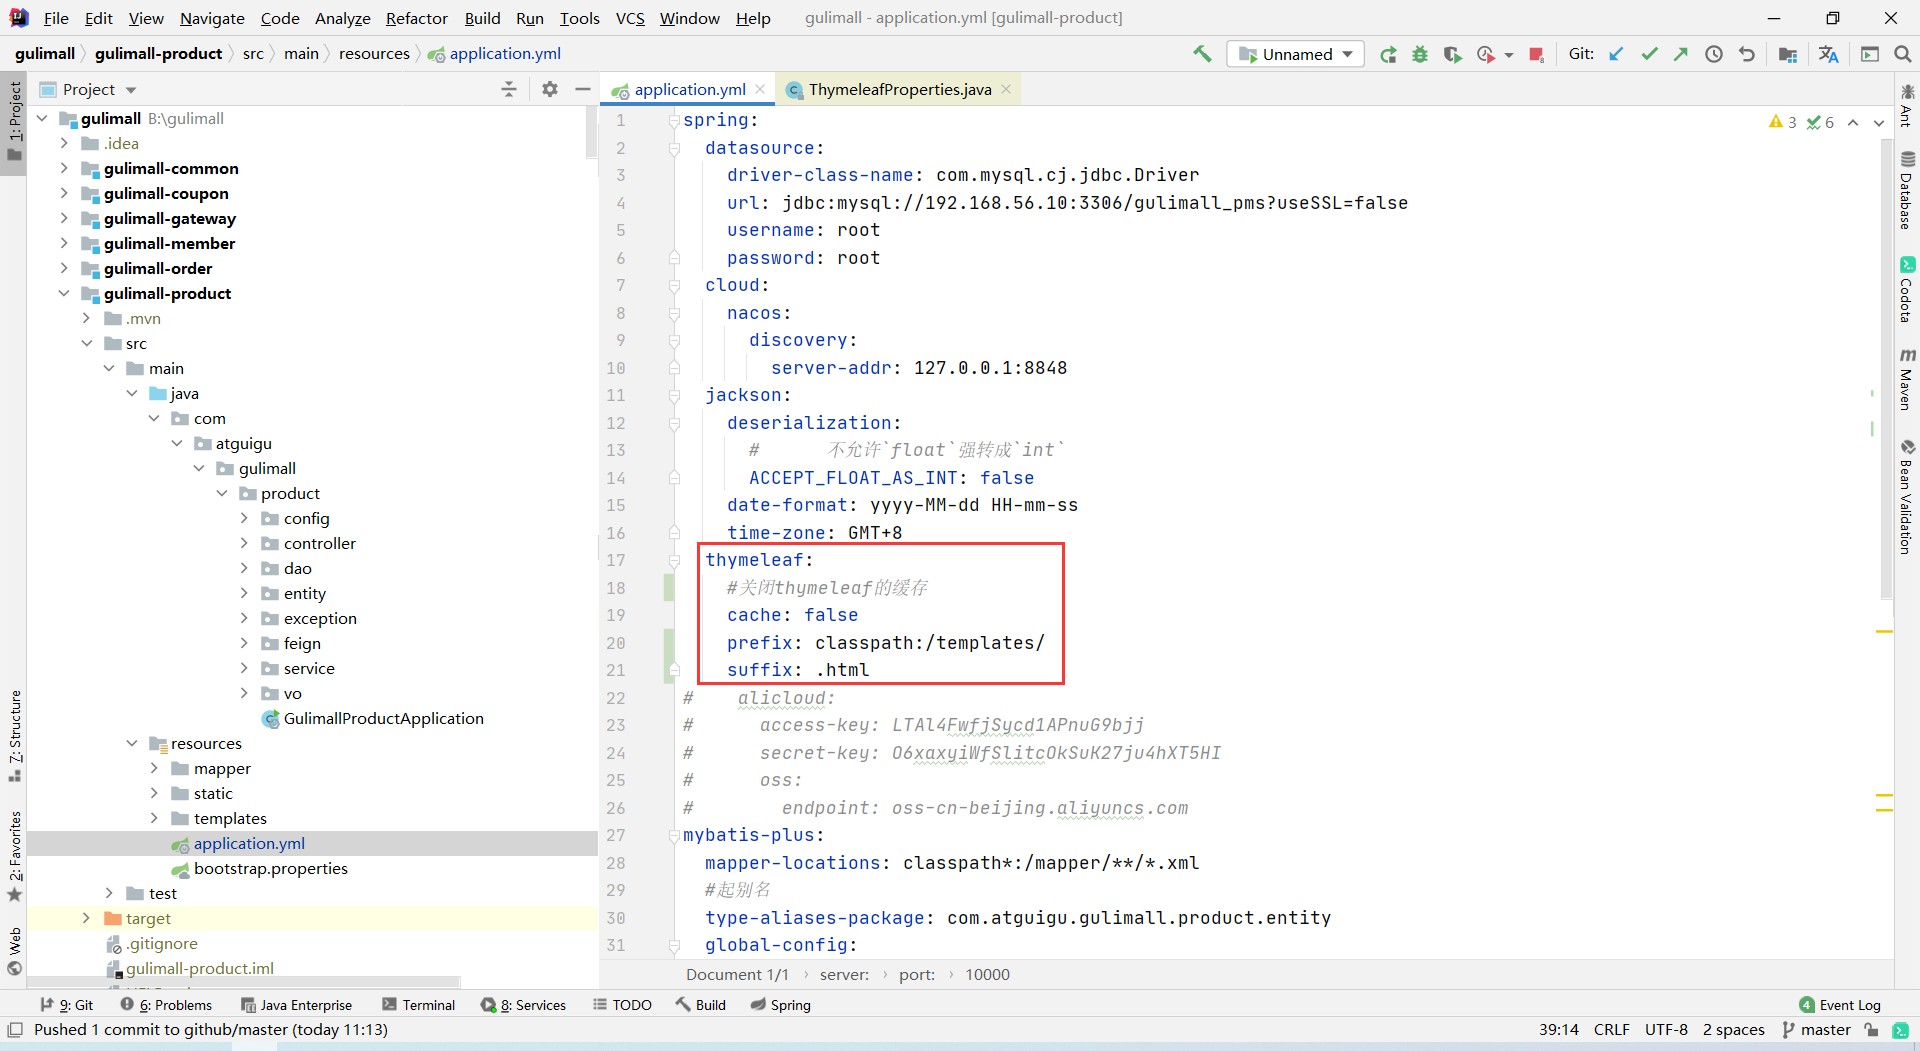 File Edit View Navigate Code Analyze Refactor Build Run Tools VCS Window Help gulimall - application.yml [gulimall-product]
gulimall gulimall-product src main resources application.yml
Unnamed Git:
1: Project
7: Structure
2: Favorites
Web
Project
gulimall B:\gulimall
.idea
gulimall-common
gulimall-coupon
gulimall-gateway
gulimall-member
gulimall-order
gulimall-product
.mvn
src
main
java
com
atguigu
gulimall
product
config
controller
dao
entity
exception
feign
service
vo
GulimallProductApplication
resources
mapper
static
templates
application.yml
bootstrap.properties
test
target
.gitignore
gulimall-product.iml
application.yml ThymeleafProperties.java
3 6
1 spring:
2 datasource:
3 driver-class-name: com.mysql.cj.jdbc.Driver
4 url: jdbc:mysql://192.168.56.10:3306/gulimall_pms?useSSL=false
5 username: root
6 password: root
7 cloud:
8 nacos:
9 discovery:
10 server-addr: 127.0.0.1:8848
11 jackson:
12 deserialization:
13 # 不允许`float`强转成`int`
14 ACCEPT_FLOAT_AS_INT: false
15 date-format: yyyy-MM-dd HH-mm-ss
16 time-zone: GMT+8
17 thymeleaf:
18 #关闭thymeleaf的缓存
19 cache: false
20 prefix: classpath:/templates/
21 suffix: .html
22 # alicloud:
23 # access-key: LTAl4FwfjSycd1APnuG9bjj
24 # secret-key: O6xaxyiWfSlitcOkSuK27ju4hXT5HI
25 # oss:
26 # endpoint: oss-cn-beijing.aliyuncs.com
27 mybatis-plus:
28 mapper-locations: classpath*:/mapper/**/*.xml
29 #起别名
30 type-aliases-package: com.atguigu.gulimall.product.entity
31 global-config:
Document 1/1 server: port: 10000
Ant
Database
Codota
Maven
Bean Validation
9: Git 6: Problems Java Enterprise Terminal 8: Services TODO Build Spring 4 Event Log
Pushed 1 commit to github/master (today 11:13) 39:14 CRLF UTF-8 2 spaces master